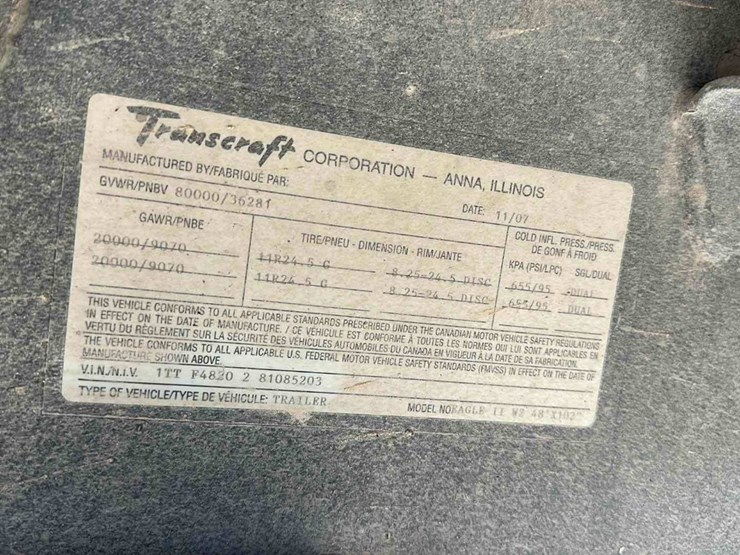 Transcraft CORPORATION — ANNA, ILLINOIS
MANUFACTURED BY/FABRIQUÉ PAR:
DATE: 11/07
GVWR/PNBV 80000/36281
GAWR/PNBE TIRE/PNEU - DIMENSION - RIM/JANTE COLD INFL. PRESS./PRESS. DE GONF À FROID
KPA (PSI/LPC) SGL/DUAL
20000/9070 11R24.5 G 8.25-24.5 DISC 655/95 DUAL
20000/9070 11R24.5 G 8.25-24.5 DISC 655/95 DUAL
THIS VEHICLE CONFORMS TO ALL APPLICABLE STANDARDS PRESCRIBED UNDER THE CANADIAN MOTOR VEHICLE SAFETY REGULATIONS
IN EFFECT ON THE DATE OF MANUFACTURE. / CE VÉHICULE EST CONFORME À TOUTES LES NORMES QUI LUI SONT APPLICABLES EN
VERTU DU RÈGLEMENT SUR LA SÉCURITÉ DES VÉHICULES AUTOMOBILES DU CANADA EN VIGUEUR À LA DATE DE SA FABRICATION.
THE VEHICLE CONFORMS TO ALL APPLICABLE U.S. FEDERAL MOTOR VEHICLE SAFETY STANDARDS (FMVSS) IN EFFECT ON THE DATE OF
MANUFACTURE SHOWN ABOVE.
V.I.N./N.I.V. 1TT F4820 2 81085203
TYPE OF VEHICLE/TYPE DE VÉHICULE: TRAILER MODEL NO EAGLE II W2 48'X102"